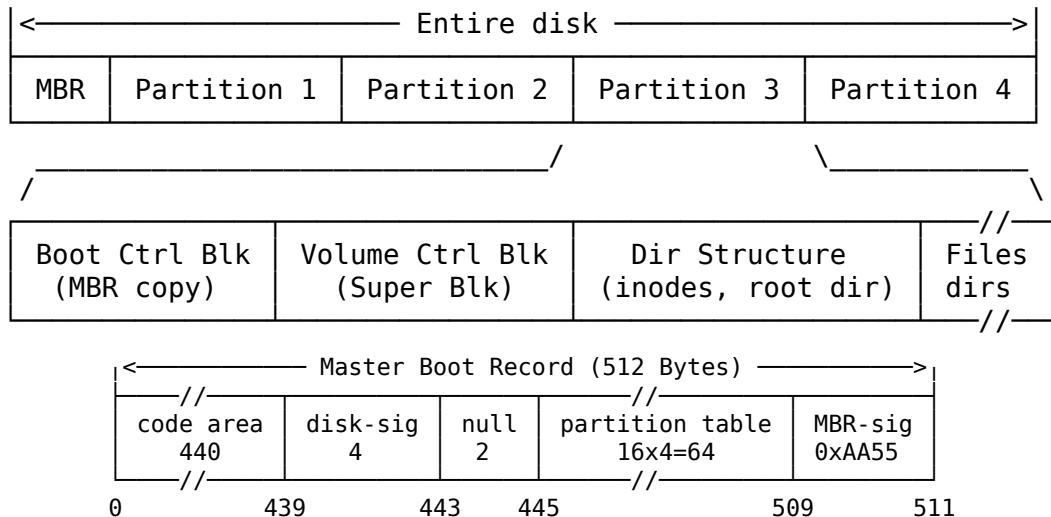 Entire disk
MBR Partition 1 Partition 2 Partition 3 Partition 4
Boot Ctrl Blk Volume Ctrl Blk Dir Structure Files
(MBR copy) (Super Blk) (inodes, root dir) dirs
Master Boot Record (512 Bytes)
code area disk-sig null partition table MBR-sig
440 4 2 16x4=64 0xAA55
0 439 443 445 509 511